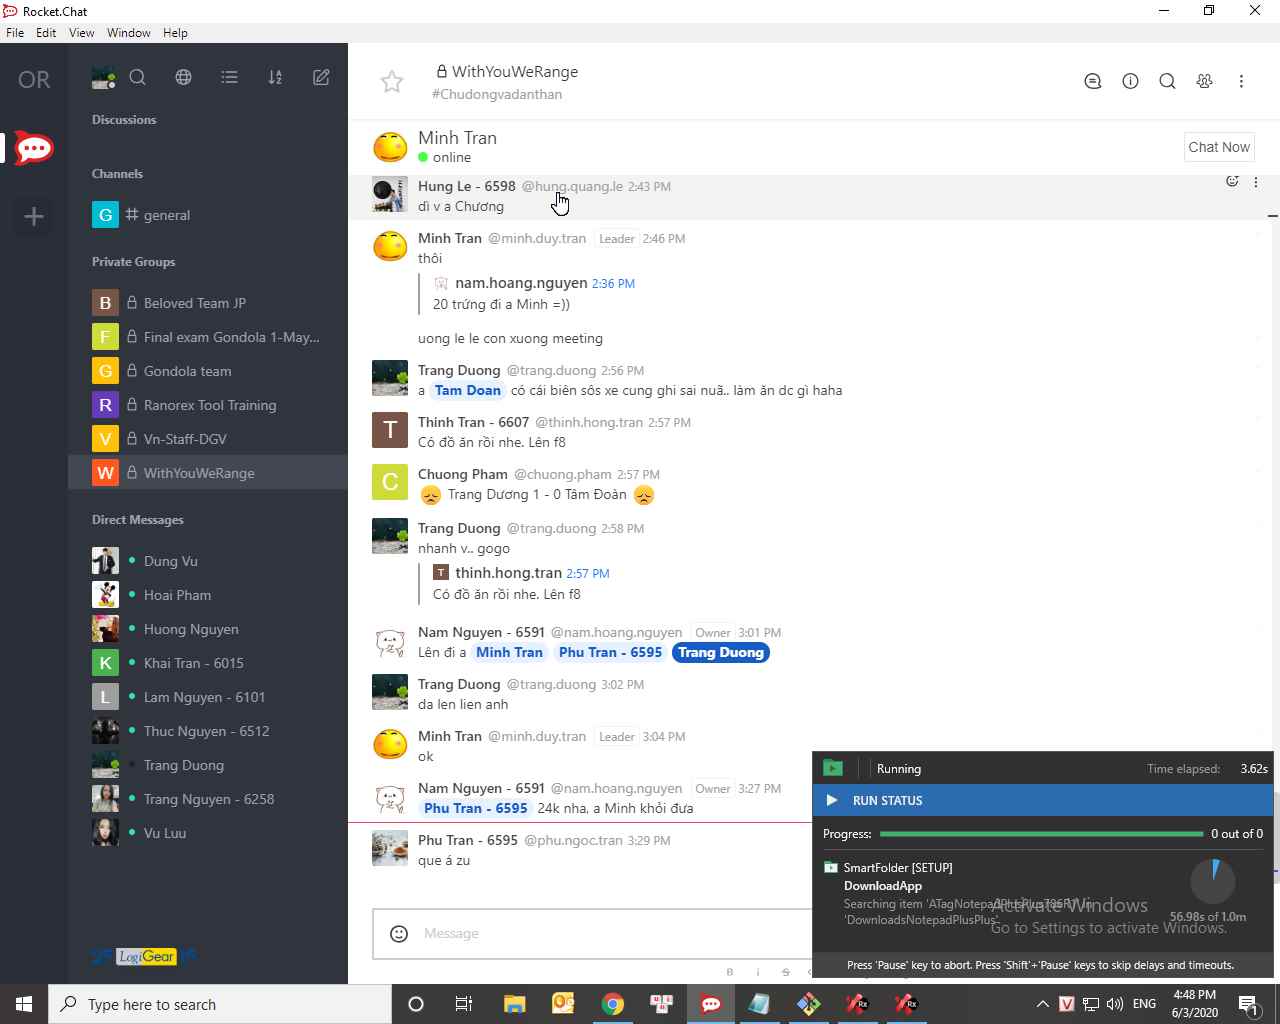 Rocket.Chat
File Edit View Window Help
OR
Discussions
Channels
general
Private Groups
B Beloved Team JP
F Final exam Gondola 1-May...
G Gondola team
R Ranorex Tool Training
V Vn-Staff-DGV
W WithYouWeRange
Direct Messages
Dung Vu
Hoai Pham
Huong Nguyen
K Khai Tran - 6015
L Lam Nguyen - 6101
Thuc Nguyen - 6512
Trang Duong
Trang Nguyen - 6258
Vu Luu
LogiGear
WithYouWeRange
#Chudongvadanthan
Minh Tran
online
Chat Now
Hung Le - 6598 @hung.quang.le 2:43 PM
dì v a Chương
Minh Tran @minh.duy.tran Leader 2:46 PM
thôi
nam.hoang.nguyen 2:36 PM
20 trứng đi a Minh =))
uong le le con xuong meeting
Trang Duong @trang.duong 2:56 PM
a Tam Doan có cái biên sôs xe cung ghi sai nuã.. làm ăn dc gì haha
T
Thinh Tran - 6607 @thinh.hong.tran 2:57 PM
Có đồ ăn rồi nhe. Lên f8
C
Chuong Pham @chuong.pham 2:57 PM
Trang Dương 1 - 0 Tâm Đoàn
Trang Duong @trang.duong 2:58 PM
nhanh v.. gogo
T thinh.hong.tran 2:57 PM
Có đồ ăn rồi nhe. Lên f8
Nam Nguyen - 6591 @nam.hoang.nguyen Owner 3:01 PM
Lên đi a Minh Tran Phu Tran - 6595 Trang Duong
Trang Duong @trang.duong 3:02 PM
da len lien anh
Minh Tran @minh.duy.tran Leader 3:04 PM
ok
Nam Nguyen - 6591 @nam.hoang.nguyen Owner 3:27 PM
Phu Tran - 6595 24k nha, a Minh khỏi đưa
Phu Tran - 6595 @phu.ngoc.tran 3:29 PM
que á zu
Message
B i S
Running Time elapsed: 3.62s
RUN STATUS
Progress: 0 out of 0
SmartFolder [SETUP]
DownloadApp
Searching item
'DownloadsNotepadPlusPlus'.
56.98s of 1.0m
Activate Windows
Go to Settings to activate Windows.
Press 'Pause' key to abort. Press 'Shift'+'Pause' keys to skip delays and timeouts.
Type here to search
ENG
4:48 PM
6/3/2020
1